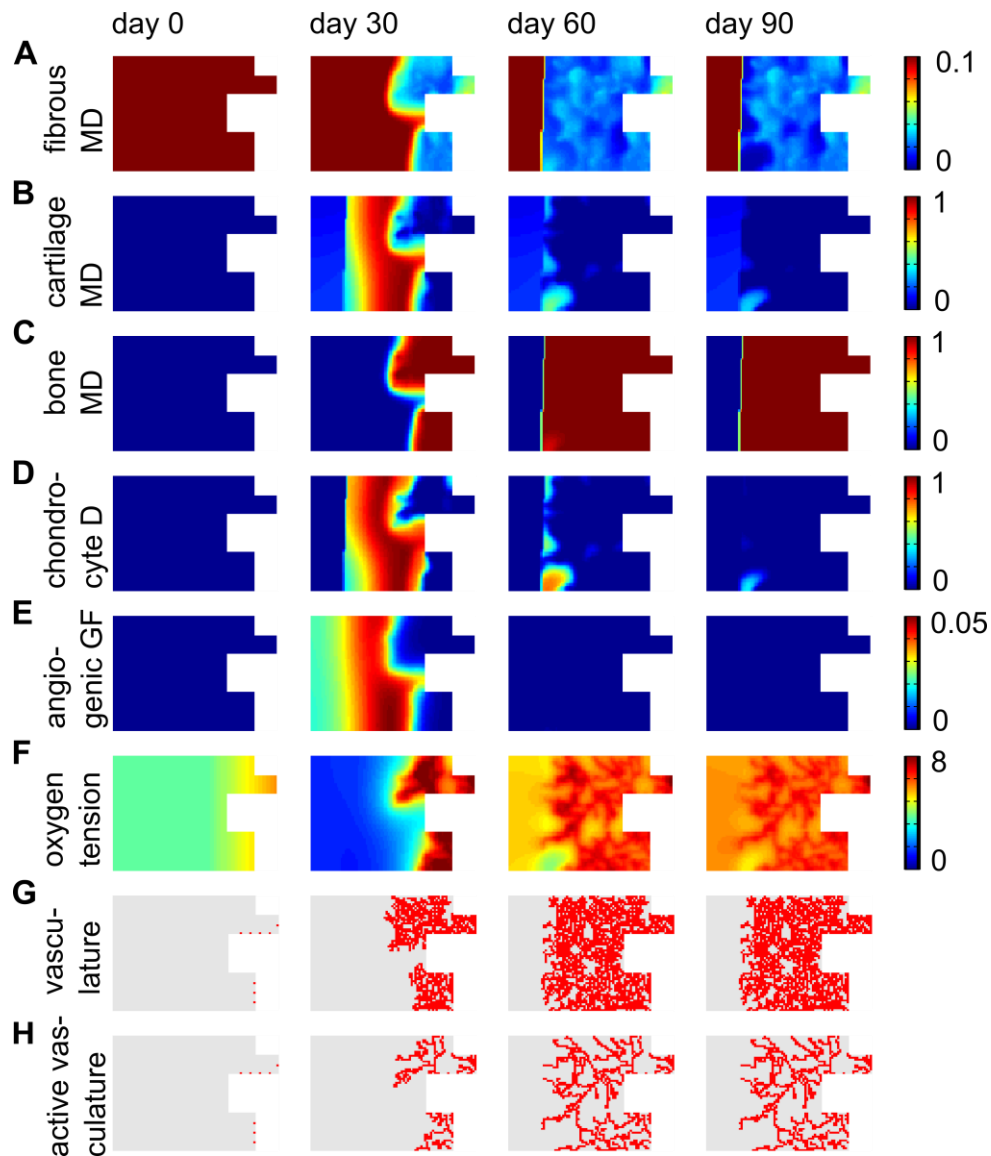 day 0 day 30 day 60 day 90
A fibrous MD 0.1 0
B cartilage MD 1 0
C bone MD 1 0
D chondro- cyte D 1 0
E angio- genic GF 0.05 0
F oxygen tension 8 0
G vascu- lature
H active vas- culature